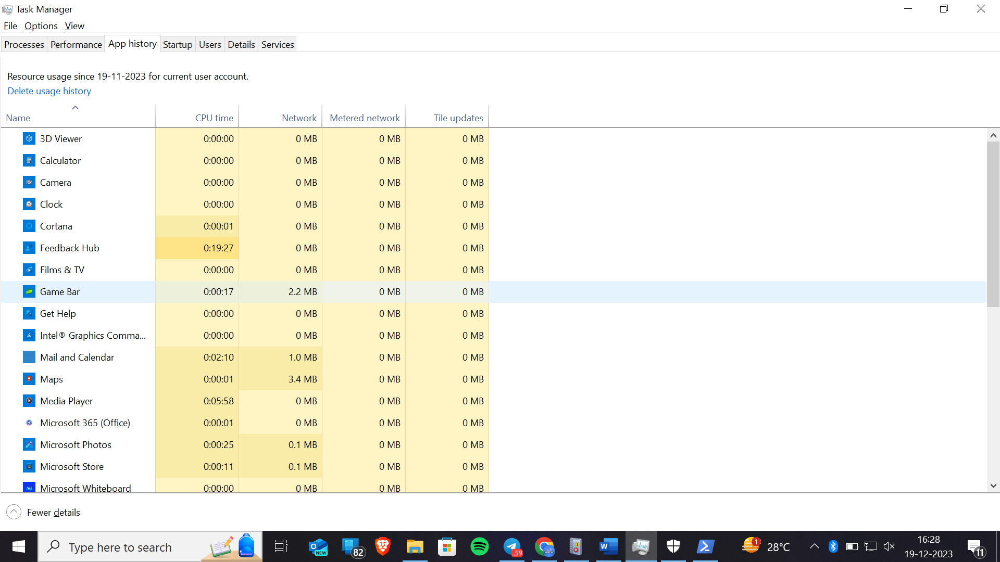 Task Manager
File Options View
Processes Performance App history Startup Users Details Services
Resource usage since 19-11-2023 for current user account.
Delete usage history
Name CPU time Network Metered network Tile updates
3D Viewer 0:00:00 0 MB 0 MB 0 MB
Calculator 0:00:00 0 MB 0 MB 0 MB
Camera 0:00:00 0 MB 0 MB 0 MB
Clock 0:00:00 0 MB 0 MB 0 MB
Cortana 0:00:01 0 MB 0 MB 0 MB
Feedback Hub 0:19:27 0 MB 0 MB 0 MB
Films & TV 0:00:00 0 MB 0 MB 0 MB
Game Bar 0:00:17 2.2 MB 0 MB 0 MB
Get Help 0:00:00 0 MB 0 MB 0 MB
Intel® Graphics Comma... 0:00:00 0 MB 0 MB 0 MB
Mail and Calendar 0:02:10 1.0 MB 0 MB 0 MB
Maps 0:00:01 3.4 MB 0 MB 0 MB
Media Player 0:05:58 0 MB 0 MB 0 MB
Microsoft 365 (Office) 0:00:01 0 MB 0 MB 0 MB
Microsoft Photos 0:00:25 0.1 MB 0 MB 0 MB
Microsoft Store 0:00:11 0.1 MB 0 MB 0 MB
Microsoft Whiteboard 0:00:00 0 MB 0 MB 0 MB
Fewer details
Type here to search
NEW
82
..59
W
1
28°C
16:28
19-12-2023
11